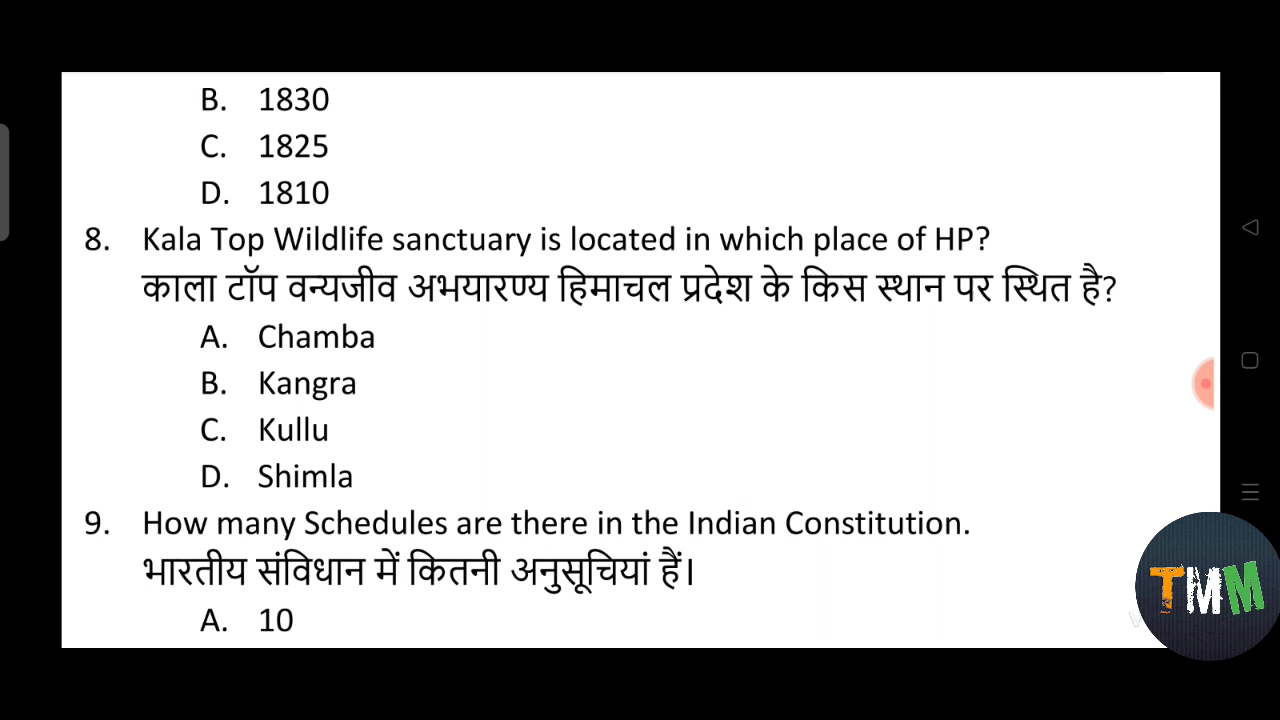 B. 1830
C. 1825
D. 1810
8. Kala Top Wildlife sanctuary is located in which place of HP?
काला टॉप वन्यजीव अभयारण्य हिमाचल प्रदेश के किस स्थान पर स्थित है?
A. Chamba
B. Kangra
C. Kullu
D. Shimla
9. How many Schedules are there in the Indian Constitution.
भारतीय संविधान में कितनी अनुसूचियां हैं।
A. 10
TMM